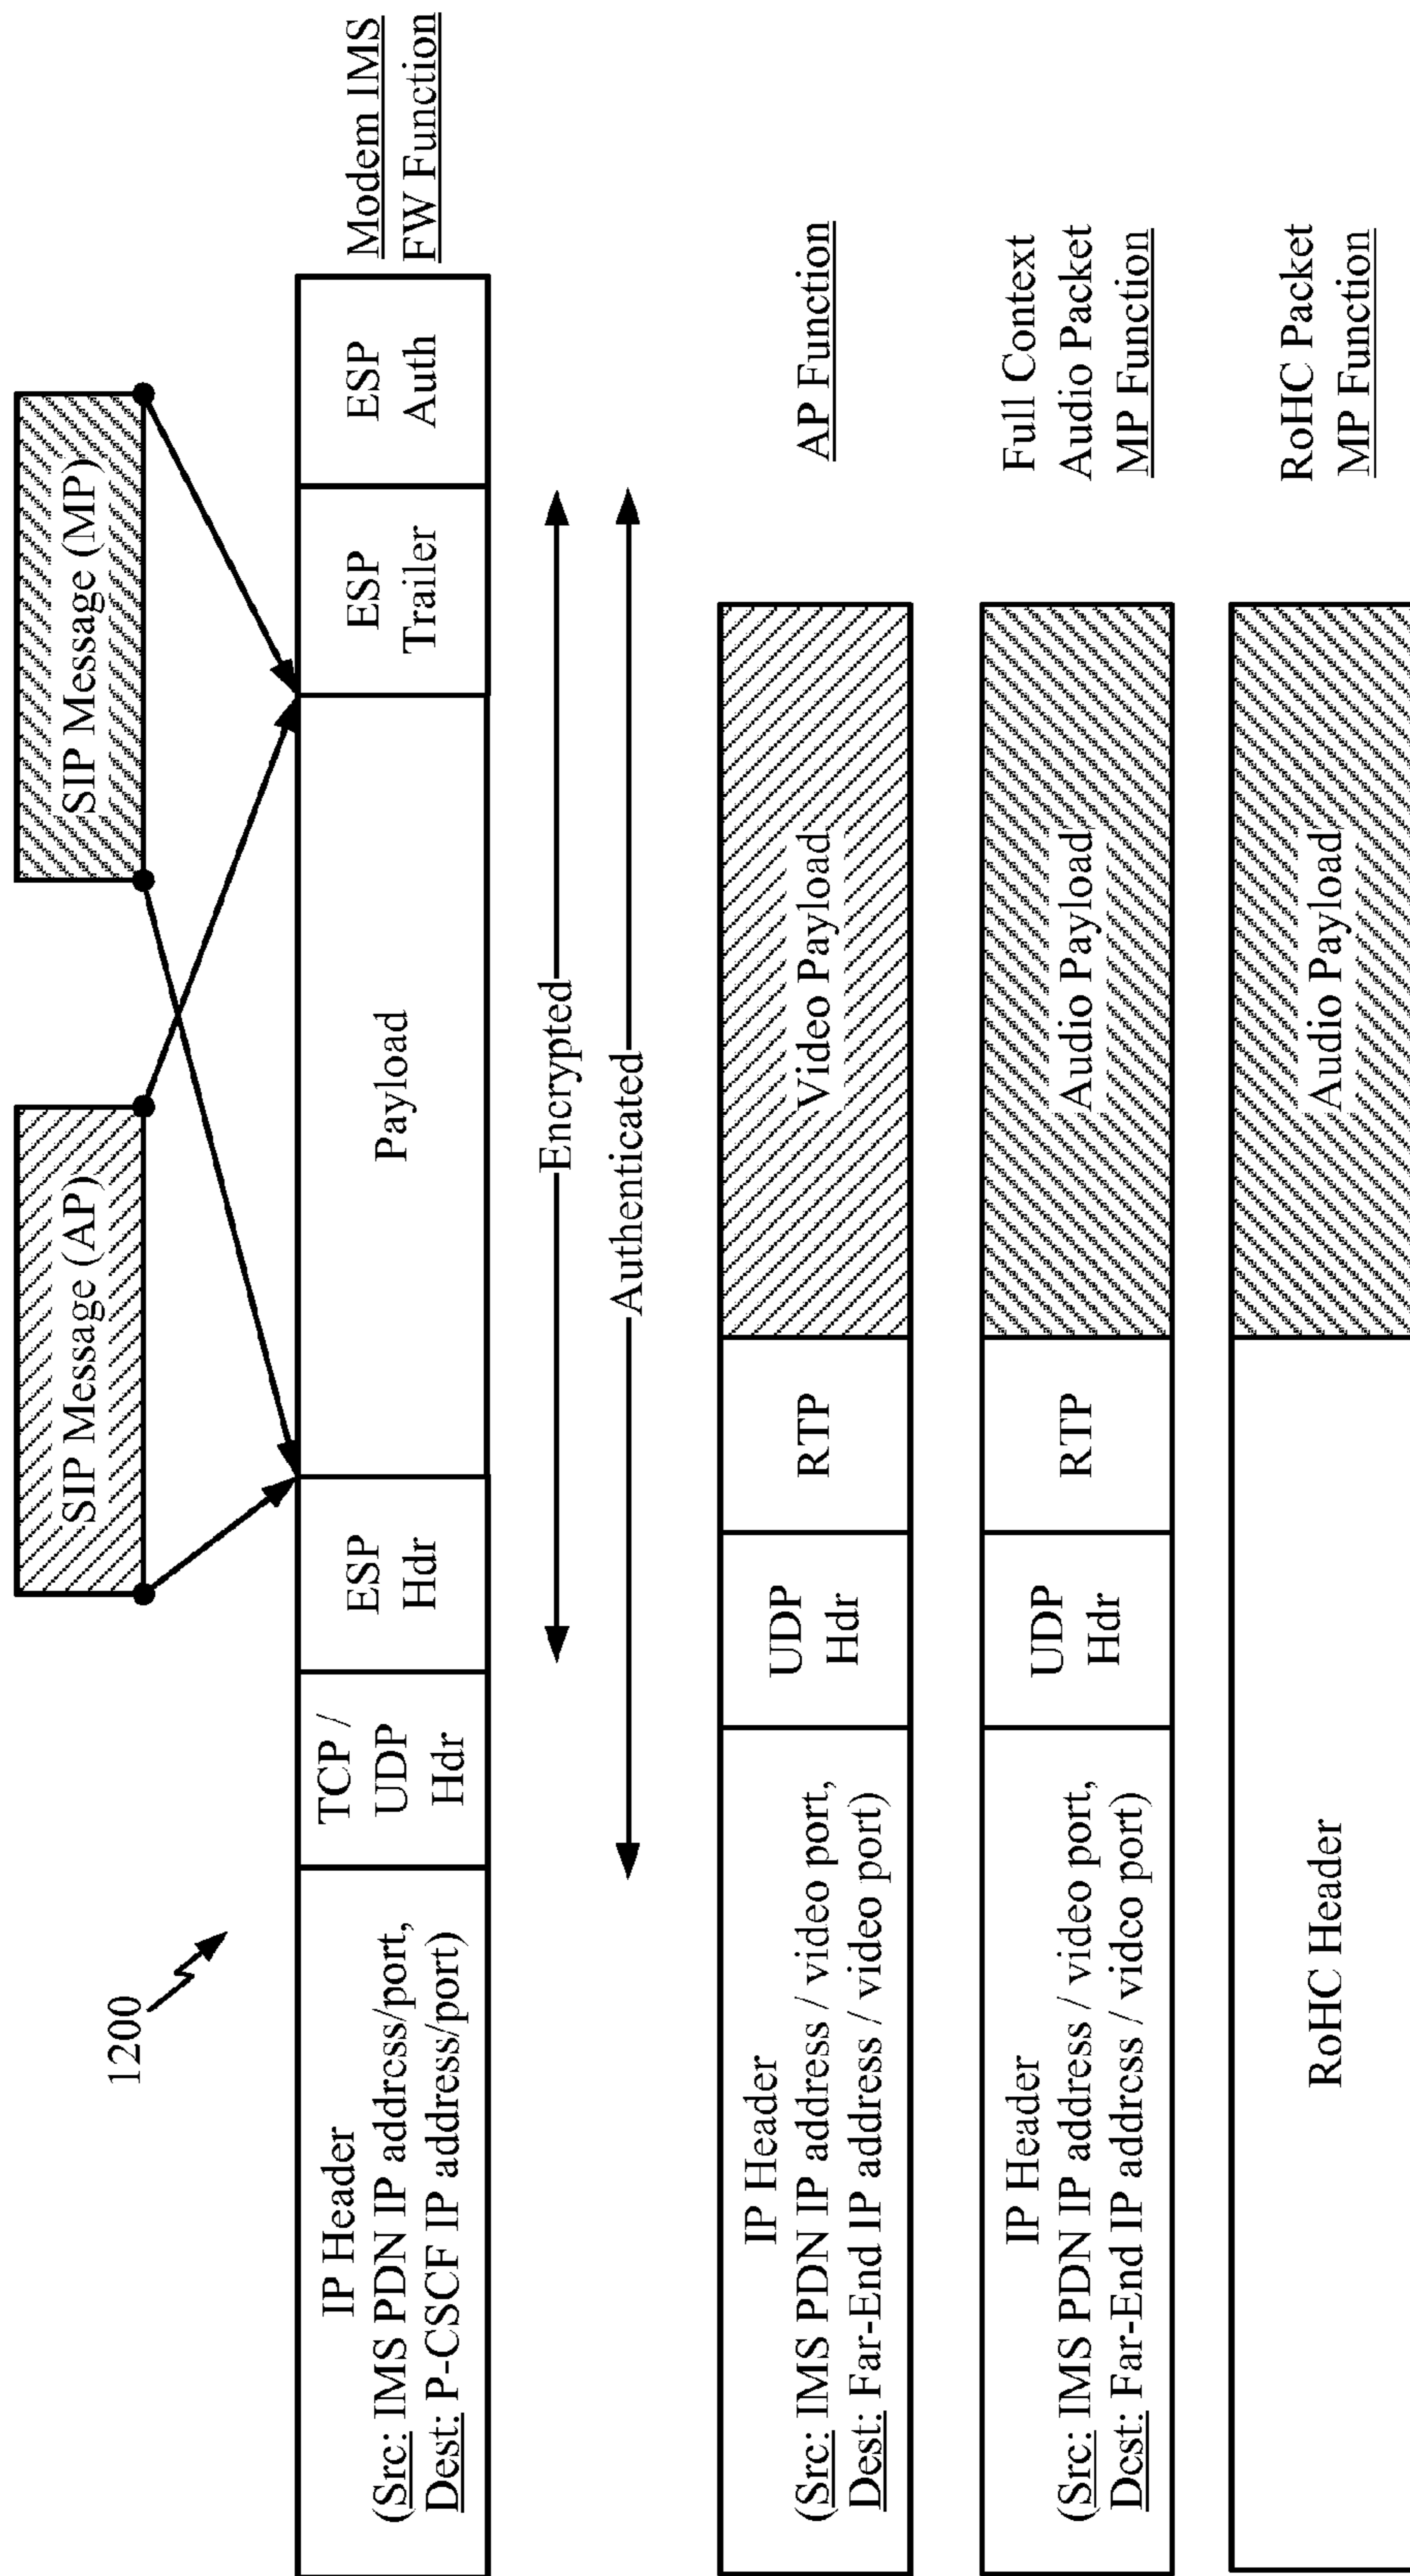 1200
SIP Message (AP)
SIP Message (MP)
IP Header
(Src: IMS PDN IP addrcss/port,
Dest: P-CSCF IP address/port)
TCP /
UDP
Hdr
ESP
Hdr
Payload
ESP
Trailer
ESP
Auth
Modem IMS
FW Function
Encrypted
Authenticated
IP Header
(Src: IMS PDN IP address / video port,
Dest: Far-End IP address / video port)
UDP
Hdr
RTP
Video Payload
AP Function
IP Header
(Src: IMS PDN IP address / video port,
Dcst: Far-End IP addrcss / vidco port)
UDP
Hdr
RTP
Audio Payload
Full Context
Audio Packet
MP Function
RoHC Header
Audio Payload
RoHC Packet
MP Function